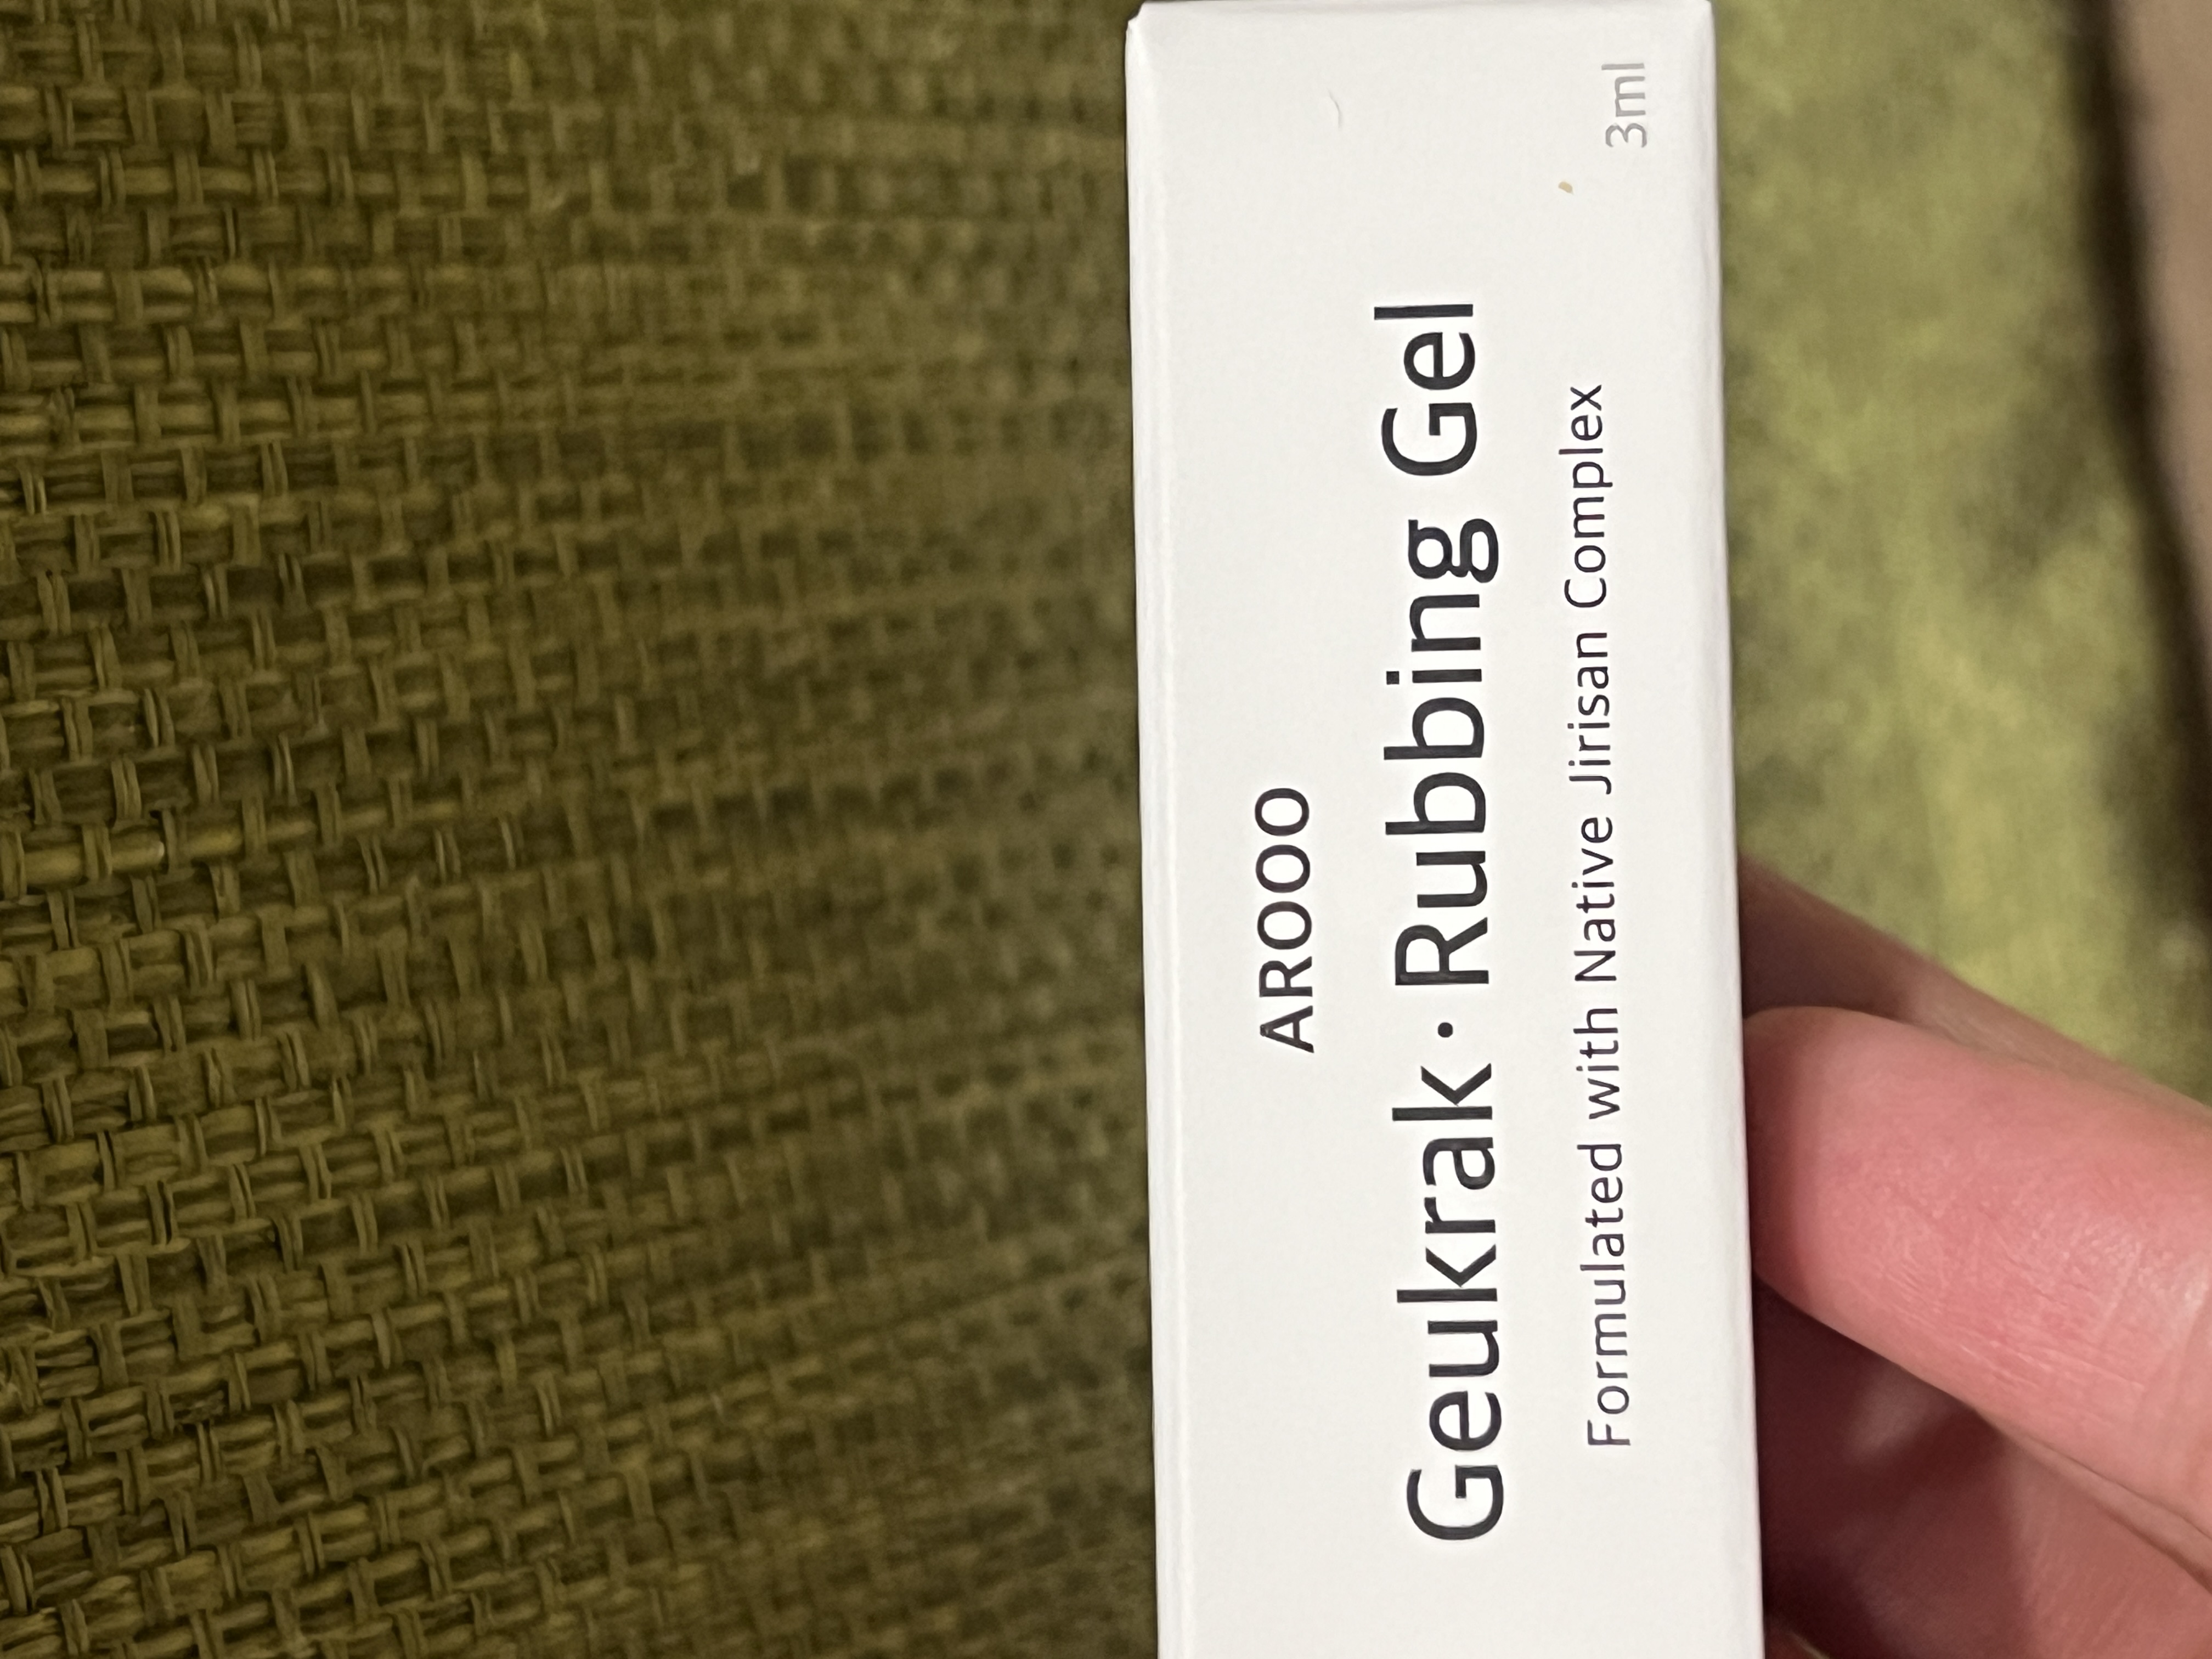 AROOO
Geukrak · Rubbing Gel
Formulated with Native Jirisan Complex
3ml